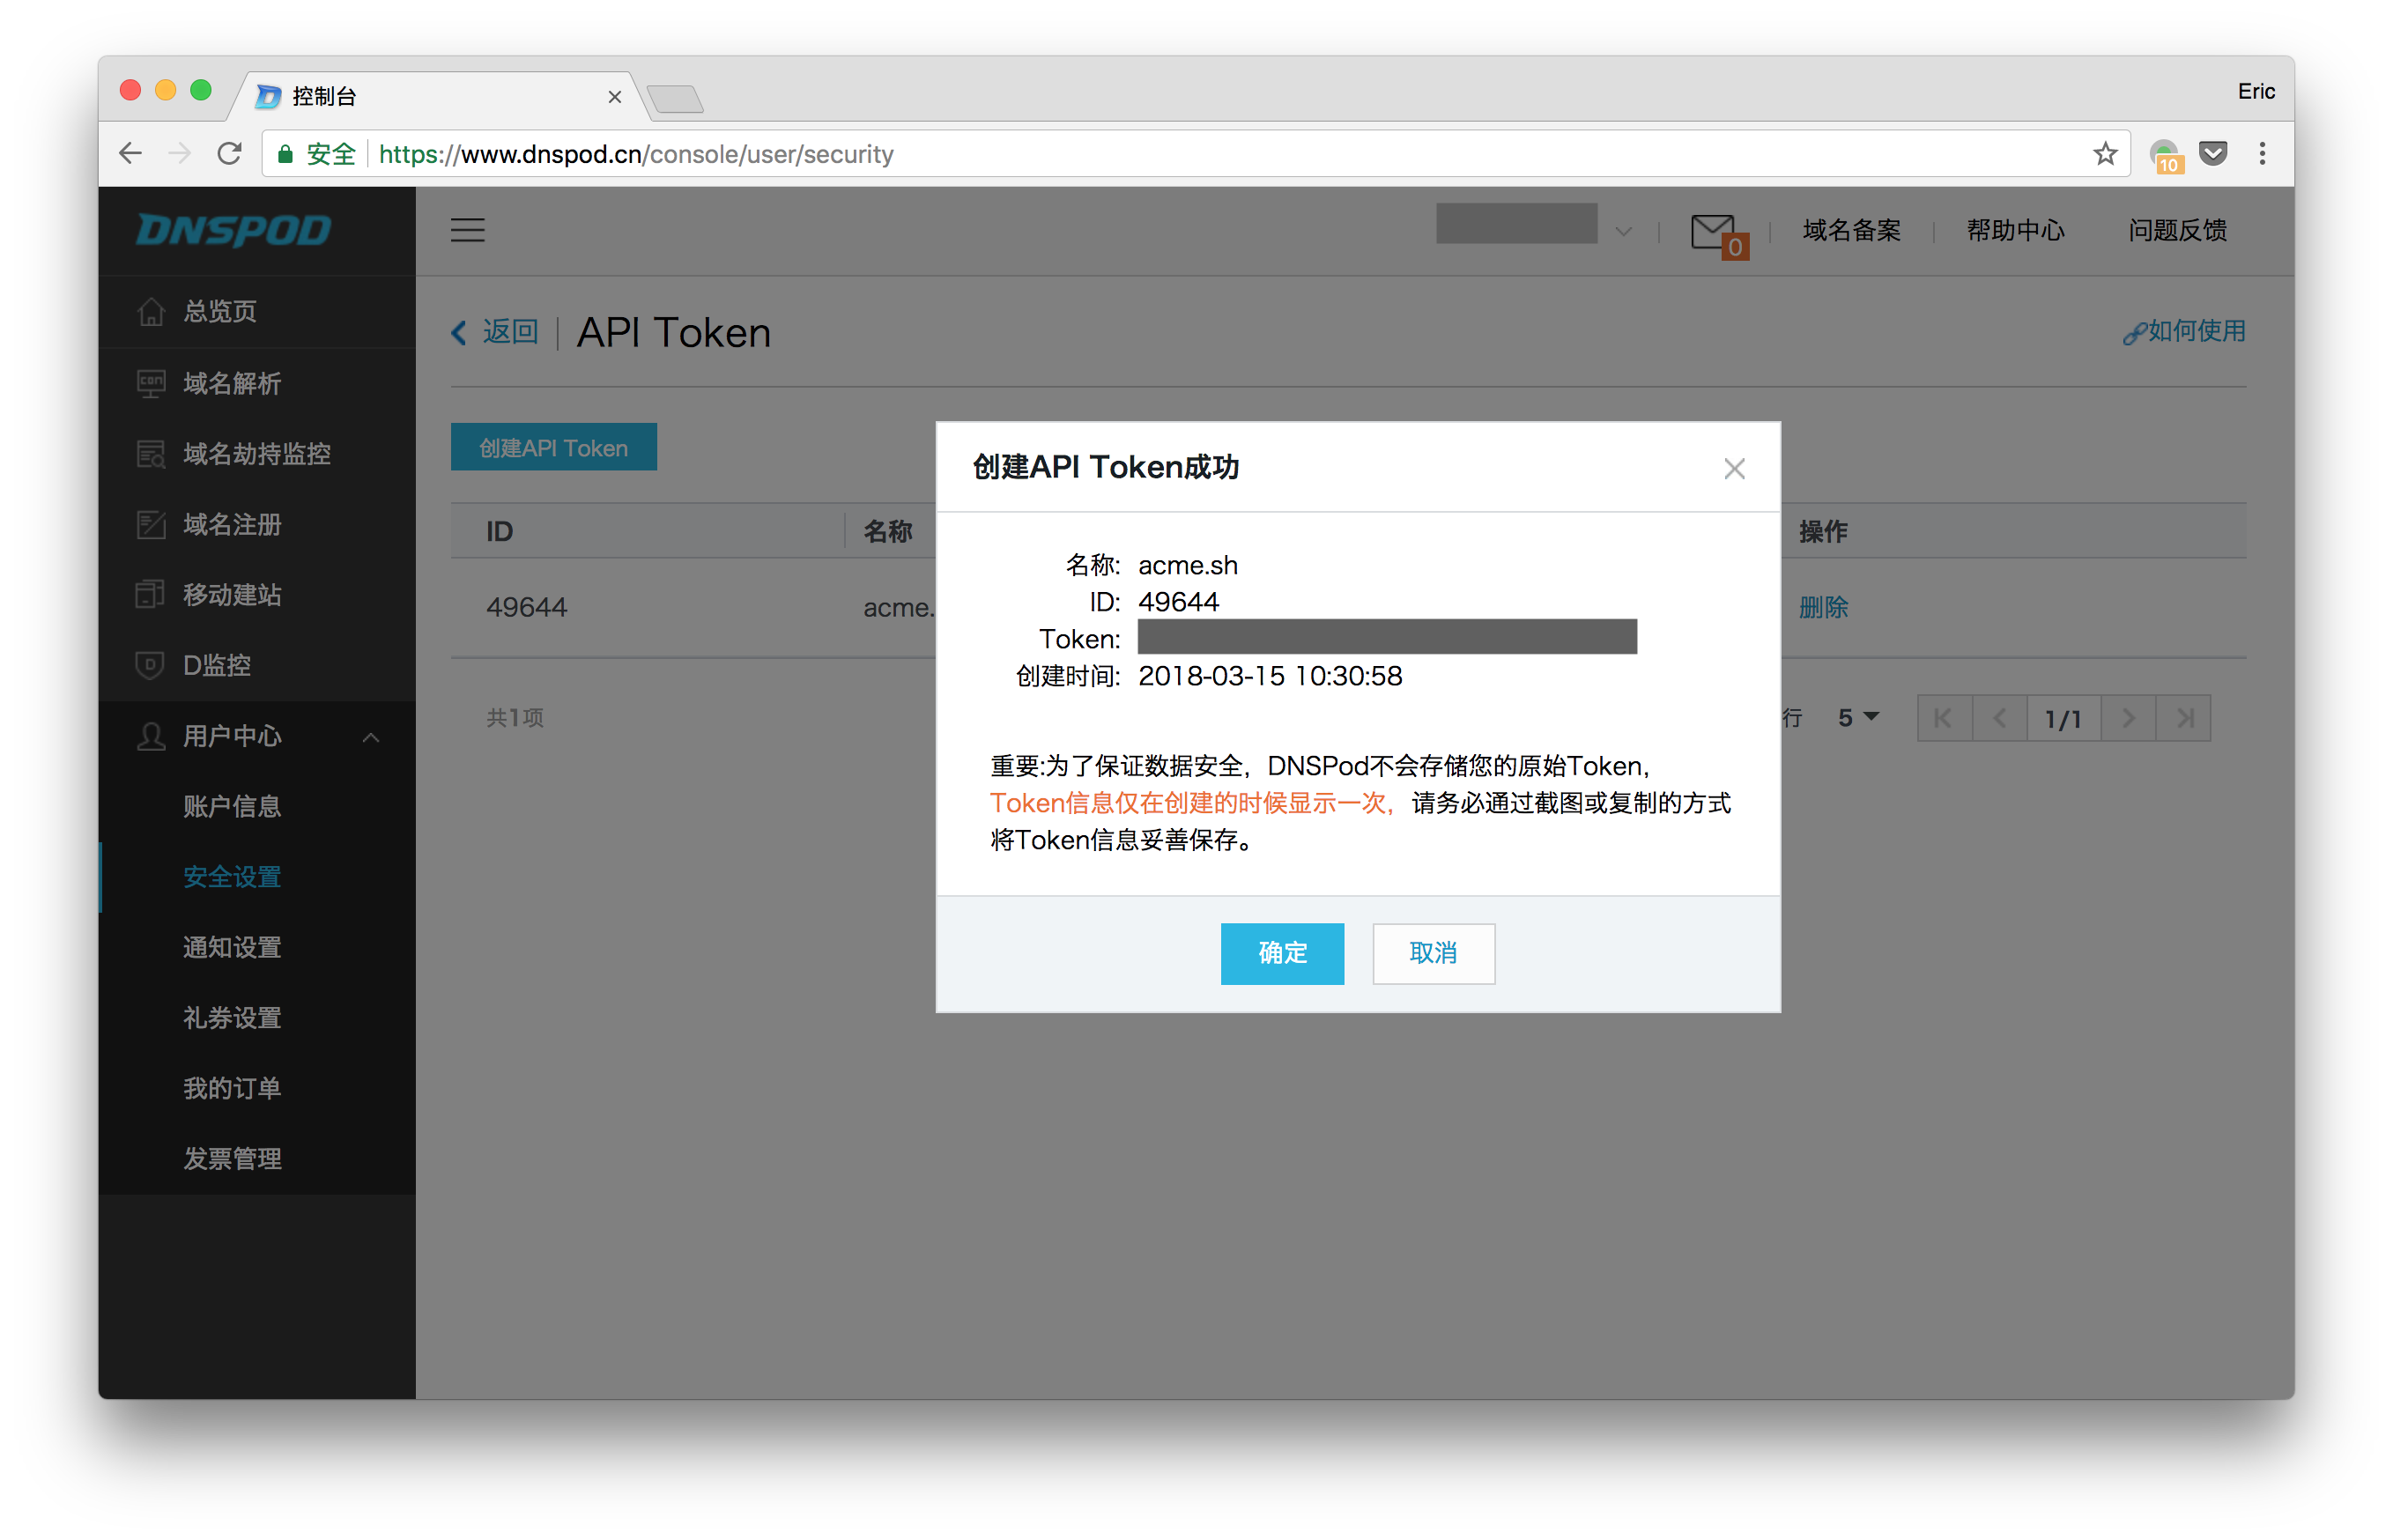 控制台
Eric
安全 https://www.dnspod.cn/console/user/security
10
DNSPOD
0
域名备案
帮助中心
问题反馈
总览页
域名解析
域名劫持监控
域名注册
移动建站
D监控
用户中心
账户信息
安全设置
通知设置
礼券设置
我的订单
发票管理
返回
API Token
如何使用
创建API Token
ID
名称
操作
49644
acme.
删除
共1项
行
5
1/1
创建API Token成功
名称: acme.sh
ID: 49644
Token:
创建时间: 2018-03-15 10:30:58
重要:为了保证数据安全，DNSPod不会存储您的原始Token，
Token信息仅在创建的时候显示一次，请务必通过截图或复制的方式
将Token信息妥善保存。
确定
取消